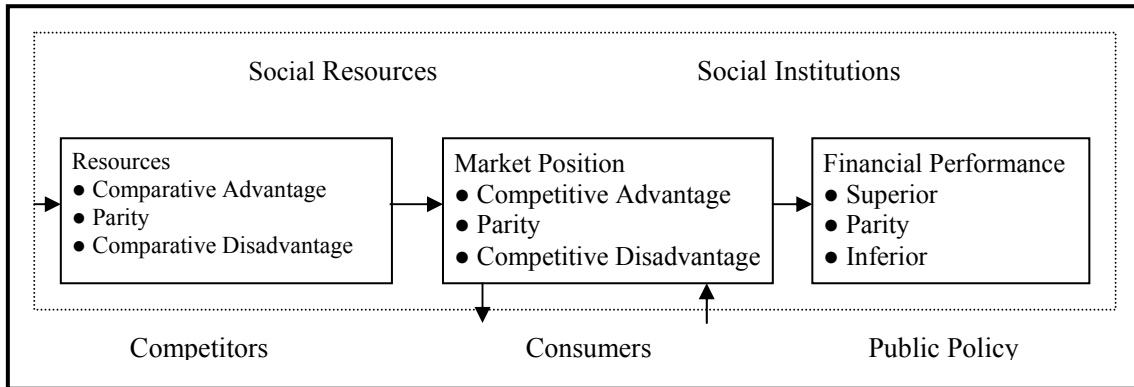 Social Resources Social Institutions
Resources
● Comparative Advantage
● Parity
● Comparative Disadvantage
Market Position
● Competitive Advantage
● Parity
● Competitive Disadvantage
Financial Performance
● Superior
● Parity
● Inferior
Competitors Consumers Public Policy